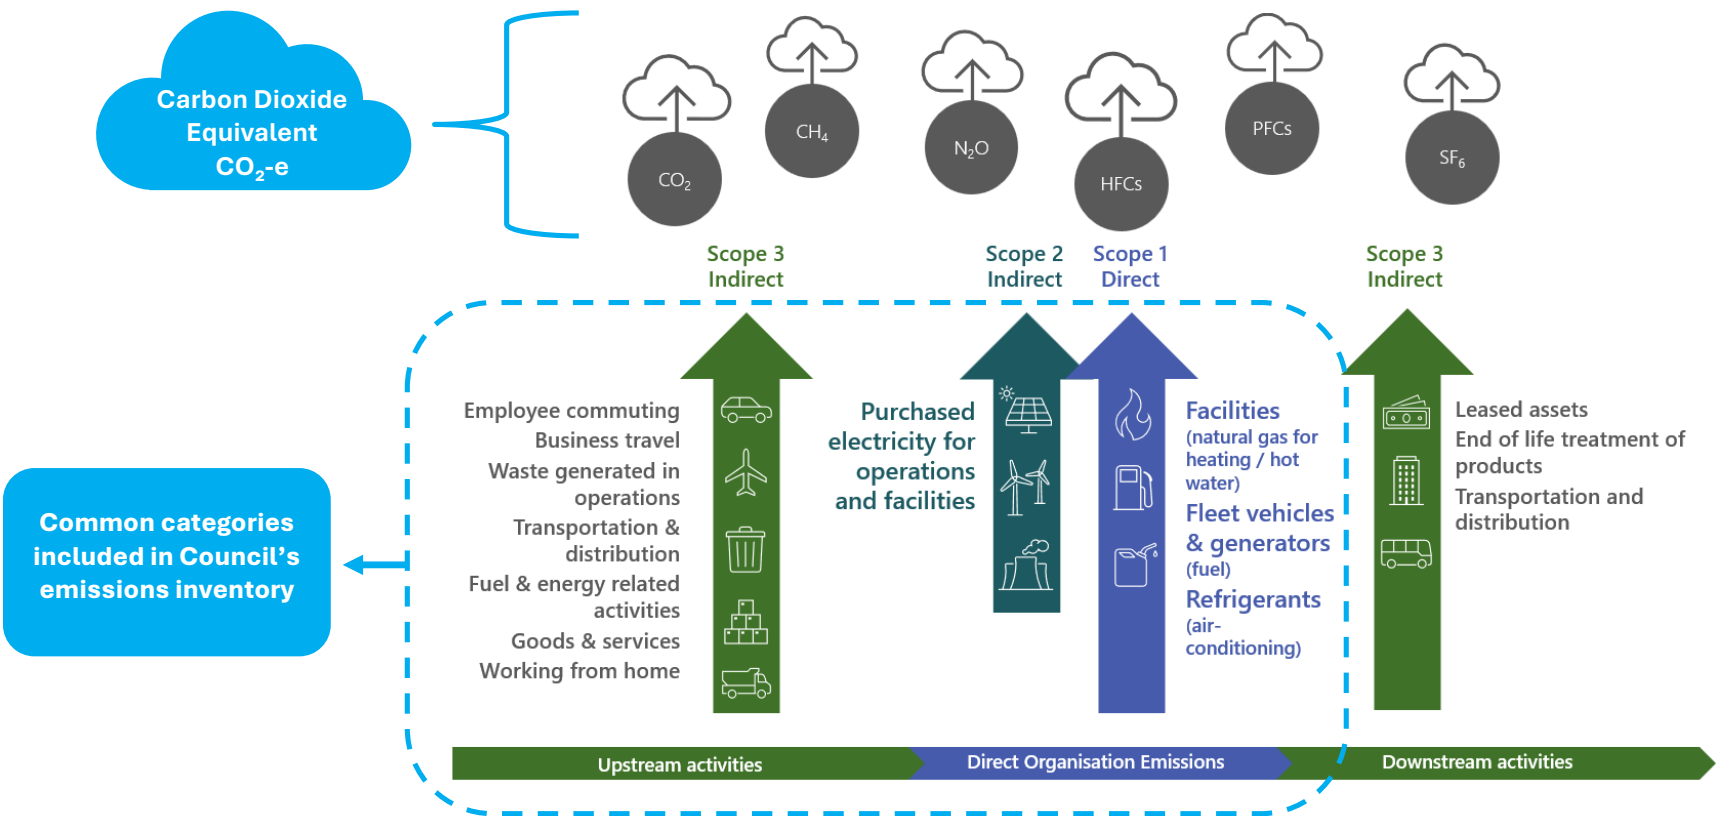 Carbon Dioxide
Equivalent
CO₂-e
CO₂
CH₄
N₂O
HFCs
PFCs
SF₆
Scope 3
Indirect
Scope 2
Indirect
Scope 1
Direct
Scope 3
Indirect
Employee commuting
Business travel
Waste generated in
operations
Transportation &
distribution
Fuel & energy related
activities
Goods & services
Working from home
Purchased
electricity for
operations
and facilities
Facilities
(natural gas for
heating / hot
water)
Fleet vehicles
& generators
(fuel)
Refrigerants
(air-
conditioning)
Leased assets
End of life treatment of
products
Transportation and
distribution
Common categories
included in Council’s
emissions inventory
Upstream activities
Direct Organisation Emissions
Downstream activities